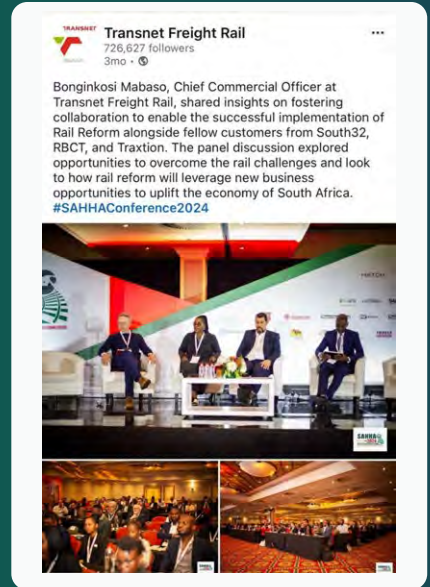 TRANSNET
Transnet Freight Rail
726,627 followers
3mo •
Bonginkosi Mabaso, Chief Commercial Officer at
Transnet Freight Rail, shared insights on fostering
collaboration to enable the successful implementation of
Rail Reform alongside fellow customers from South32,
RBCT, and Traxtion. The panel discussion explored
opportunities to overcome the rail challenges and look
to how rail reform will leverage new business
opportunities to uplift the economy of South Africa.
#SAHHAConference2024
HATCH